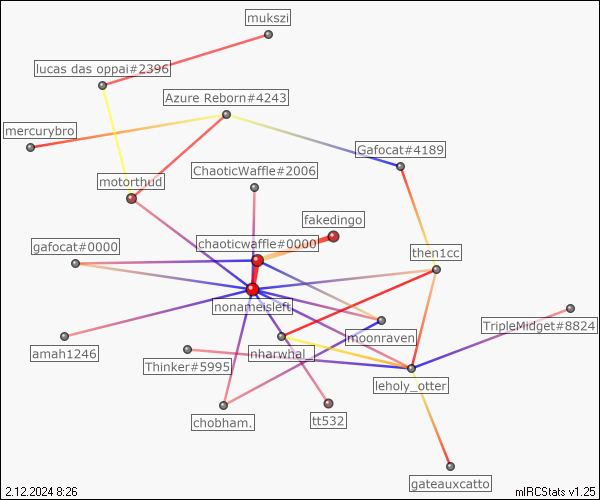 mukszi
lucas das oppai#2396
Azure Reborn#4243
mercurybro
Gafocat#4189
ChaoticWaffle#2006
motorthud
fakedingo
gafocat#0000
chaoticwaffle#0000
then1cc
nonameisleft
TripleMidget#8824
moonraven
amah1246
nharwhal_
Thinker#5995
leholy_otter
chobham.
tt532
gateauxcatto
2.12.2024 8:26
mIRCStats v1.25